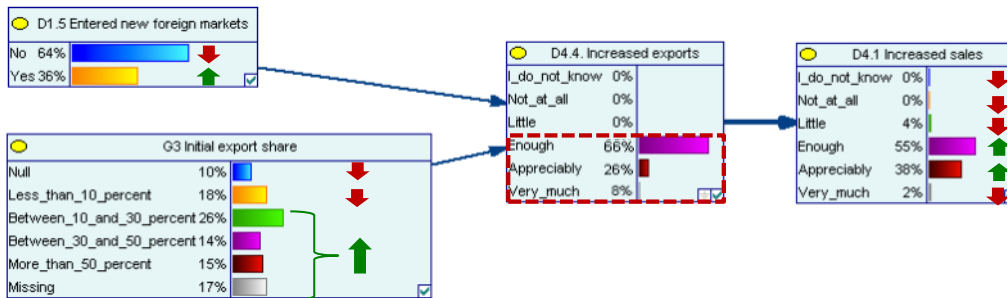 D1.5 Entered new foreign markets
No 64%
Yes 36%
G3 Initial export share
Null 10%
Less_than_10_percent 18%
Between_10_and_30_percent 26%
Between_30_and_50_percent 14%
More_than_50_percent 15%
Missing 17%
D4.4. Increased exports
I_do_not_know 0%
Not_at_all 0%
Little 0%
Enough 66%
Appreciably 26%
Very_much 8%
D4.1 Increased sales
I_do_not_know 0%
Not_at_all 0%
Little 4%
Enough 55%
Appreciably 38%
Very_much 2%